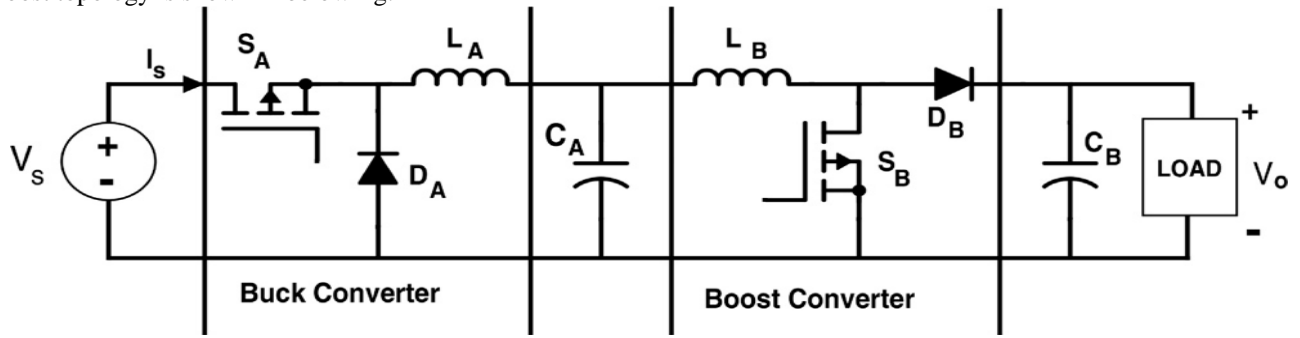 I_s
S_A
L_A
L_B
V_s
+
-
D_A
C_A
S_B
D_B
C_B
LOAD
+
V_o
-
Buck Converter
Boost Converter